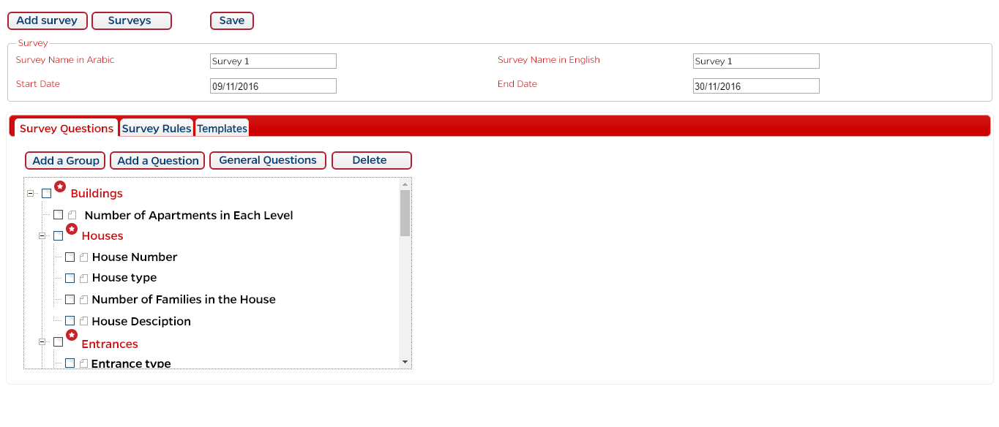 Add survey Surveys Save
Survey
Survey Name in Arabic Survey 1 Survey Name in English Survey 1
Start Date 09/11/2016 End Date 30/11/2016
Survey Questions Survey Rules Templates
Add a Group Add a Question General Questions Delete
Buildings
Number of Apartments in Each Level
Houses
House Number
House type
Number of Families in the House
House Desciption
Entrances
Entrance type